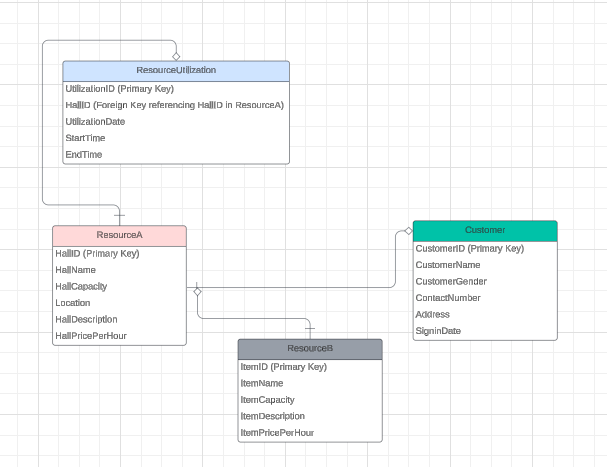 ResourceUtilization
UtilizationID (Primary Key)
HallID (Foreign Key referencing HallID in ResourceA)
UtilizationDate
StartTime
EndTime
ResourceA
HallID (Primary Key)
HallName
HallCapacity
Location
HallDescription
HallPricePerHour
Customer
CustomerID (Primary Key)
CustomerName
CustomerGender
ContactNumber
Address
SigninDate
ResourceB
ItemID (Primary Key)
ItemName
ItemCapacity
ItemDescription
ItemPricePerHour